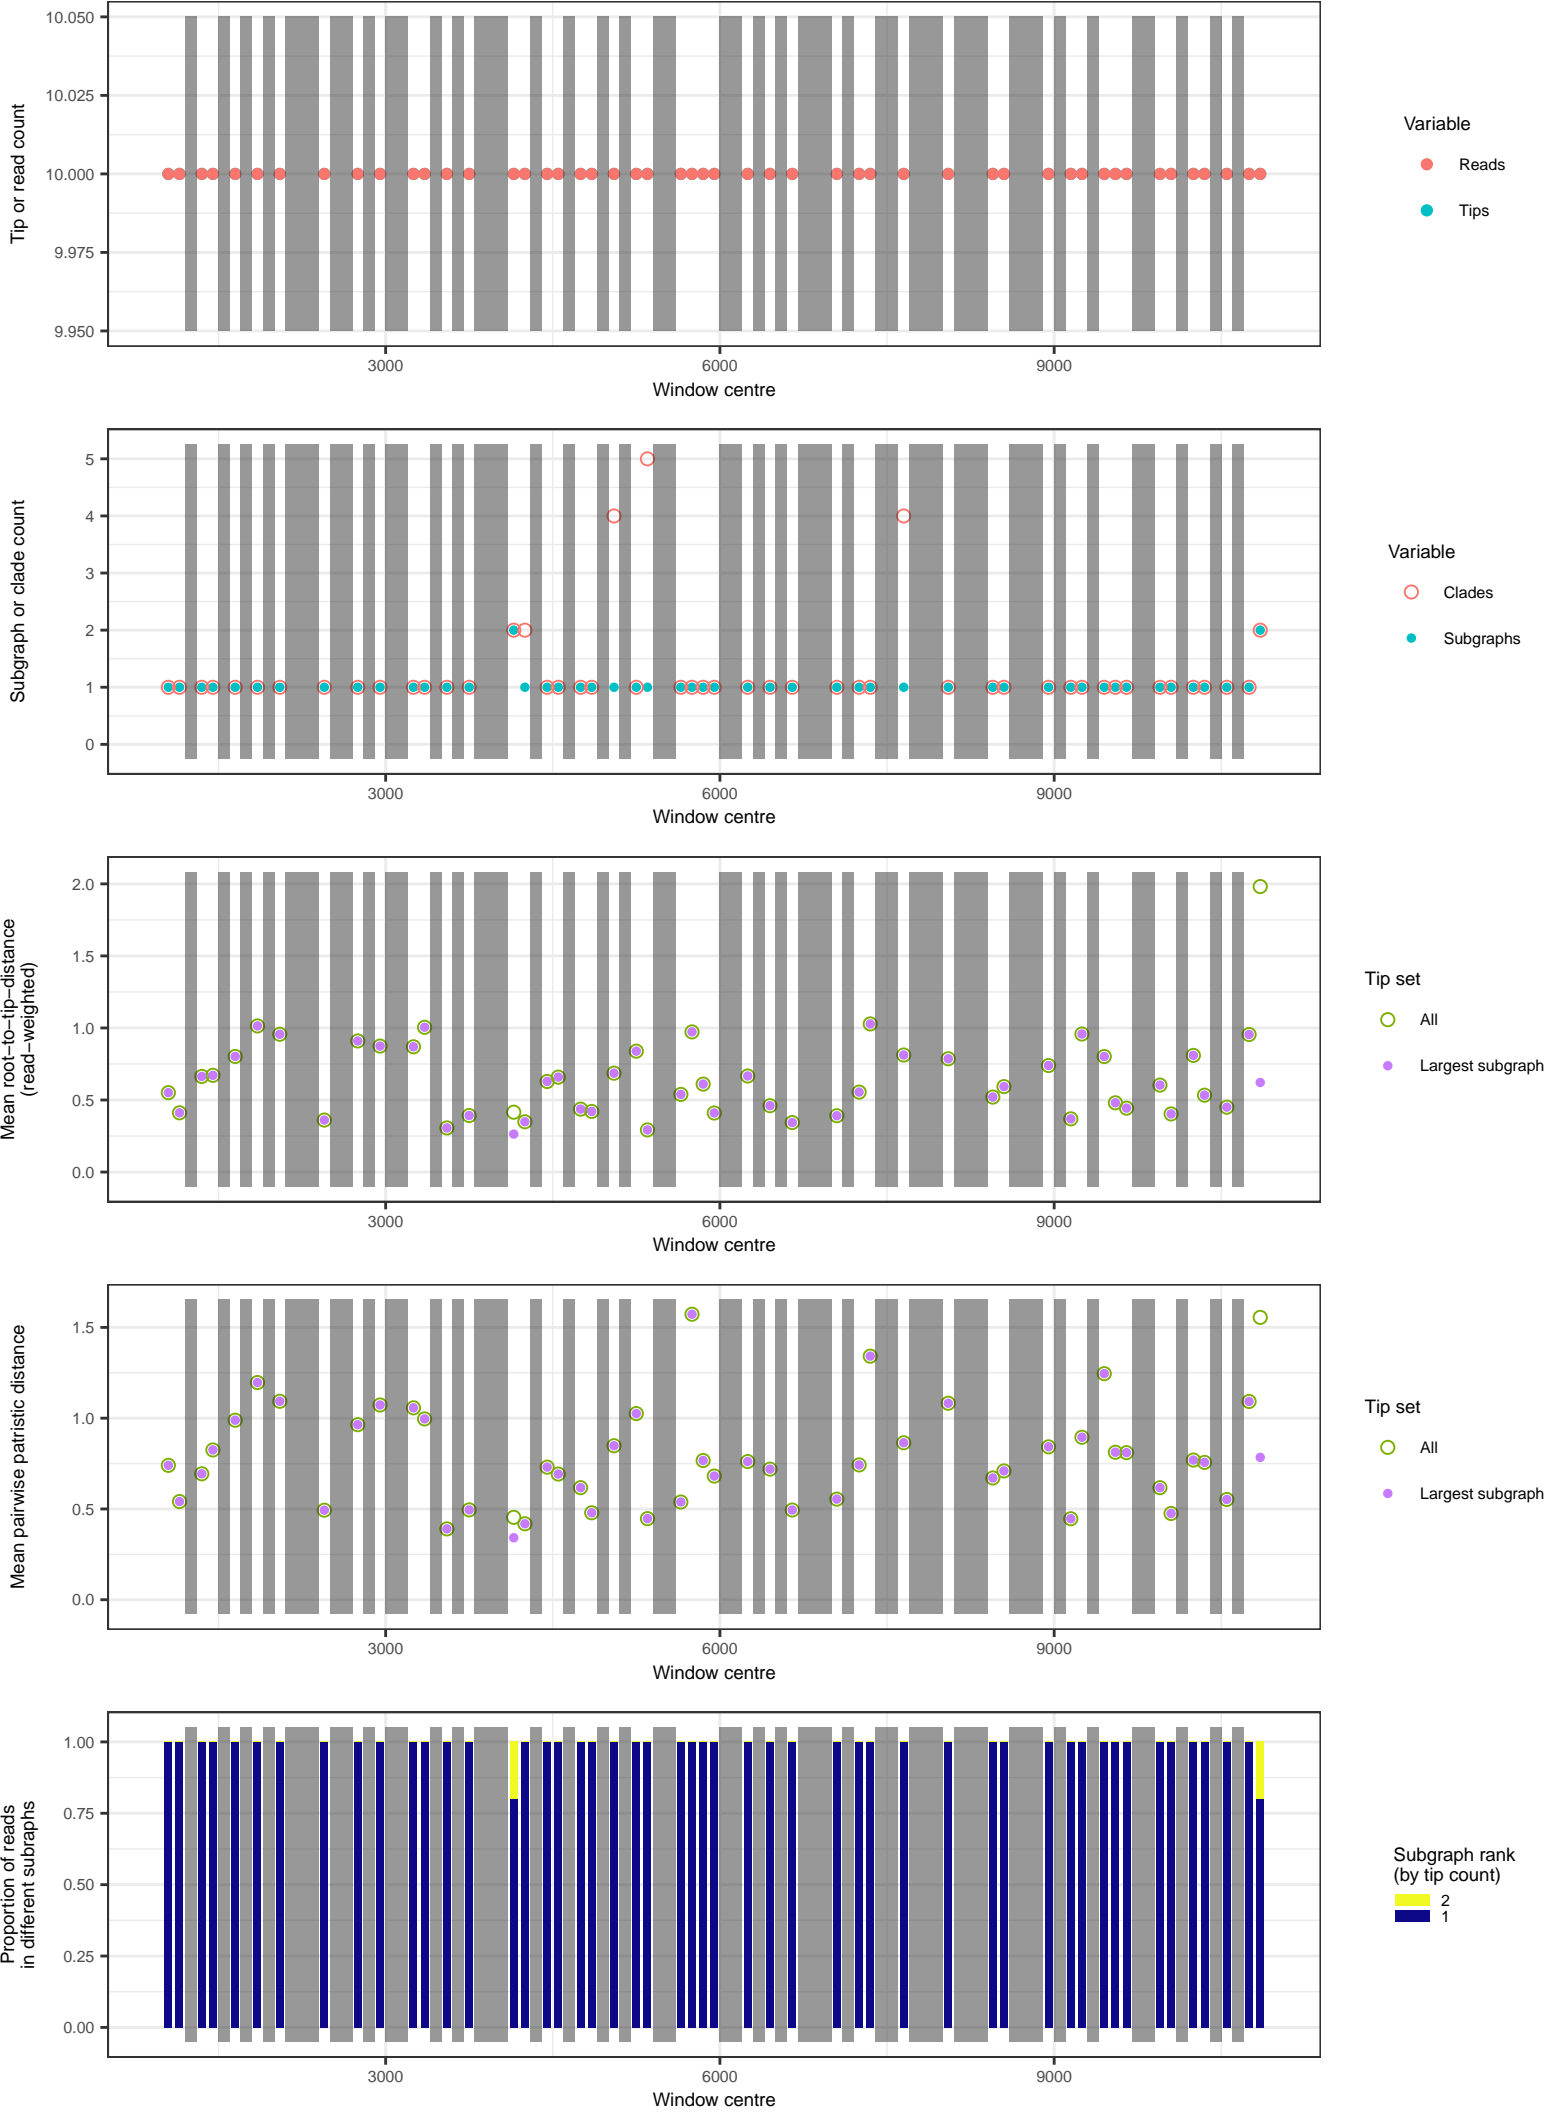 10.050
10.025
10.000
9.975
9.950
Tip or read count
3000
6000
9000
Window centre
Variable
Reads
Tips
5
4
3
2
1
0
Subgraph or clade count
3000
6000
9000
Window centre
Variable
Clades
Subgraphs
2.0
1.5
1.0
0.5
0.0
Mean root−to−tip−distance
(read−weighted)
3000
6000
9000
Window centre
Tip set
All
Largest subgraph
1.5
1.0
0.5
0.0
Mean pairwise patristic distance
3000
6000
9000
Window centre
Tip set
All
Largest subgraph
1.00
0.75
0.50
0.25
0.00
Proportion of reads
in different subraphs
3000
6000
9000
Window centre
Subgraph rank
(by tip count)
2
1